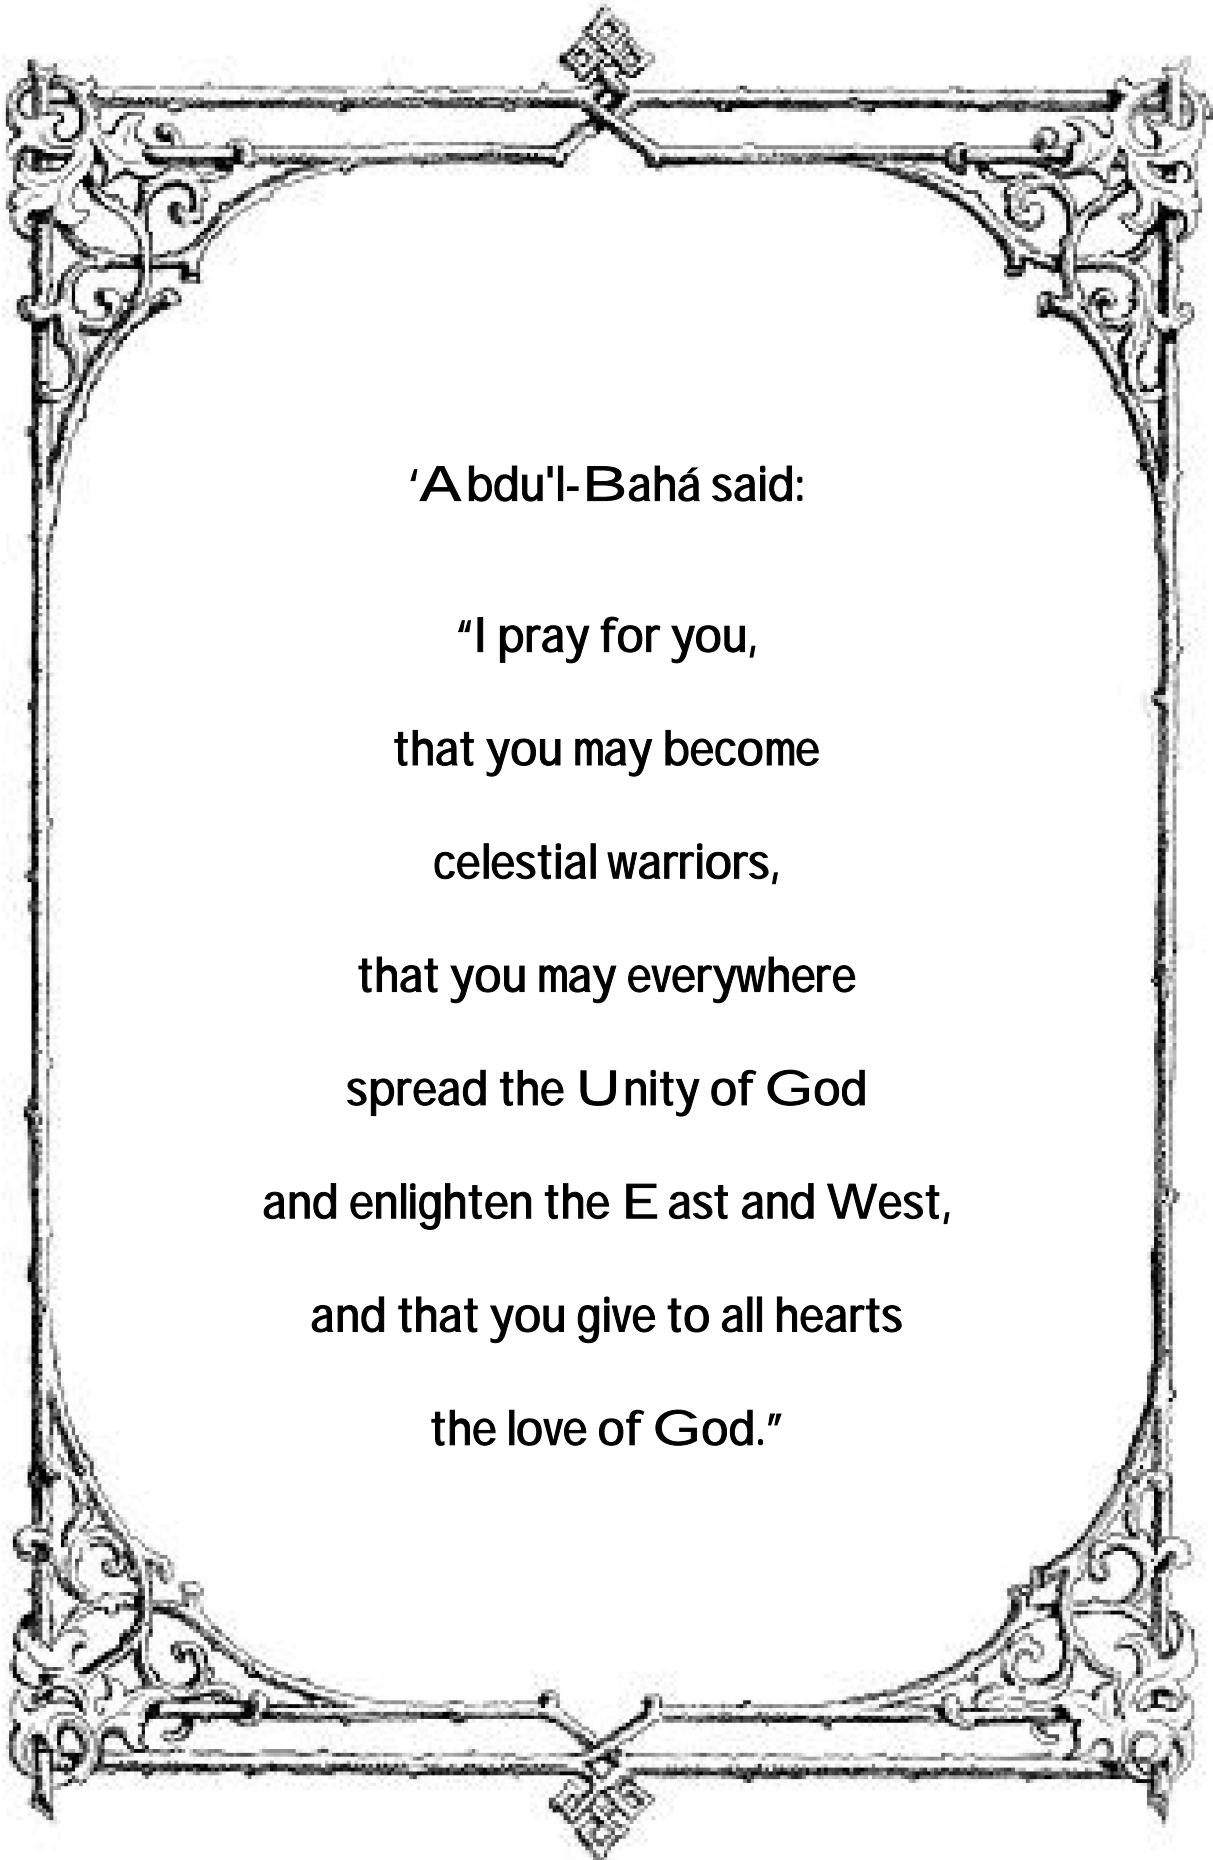 ‘Abdu'l-Bahá said:
“I pray for you,
that you may become
celestial warriors,
that you may everywhere
spread the Unity of God
and enlighten the East and West,
and that you give to all hearts
the love of God.”